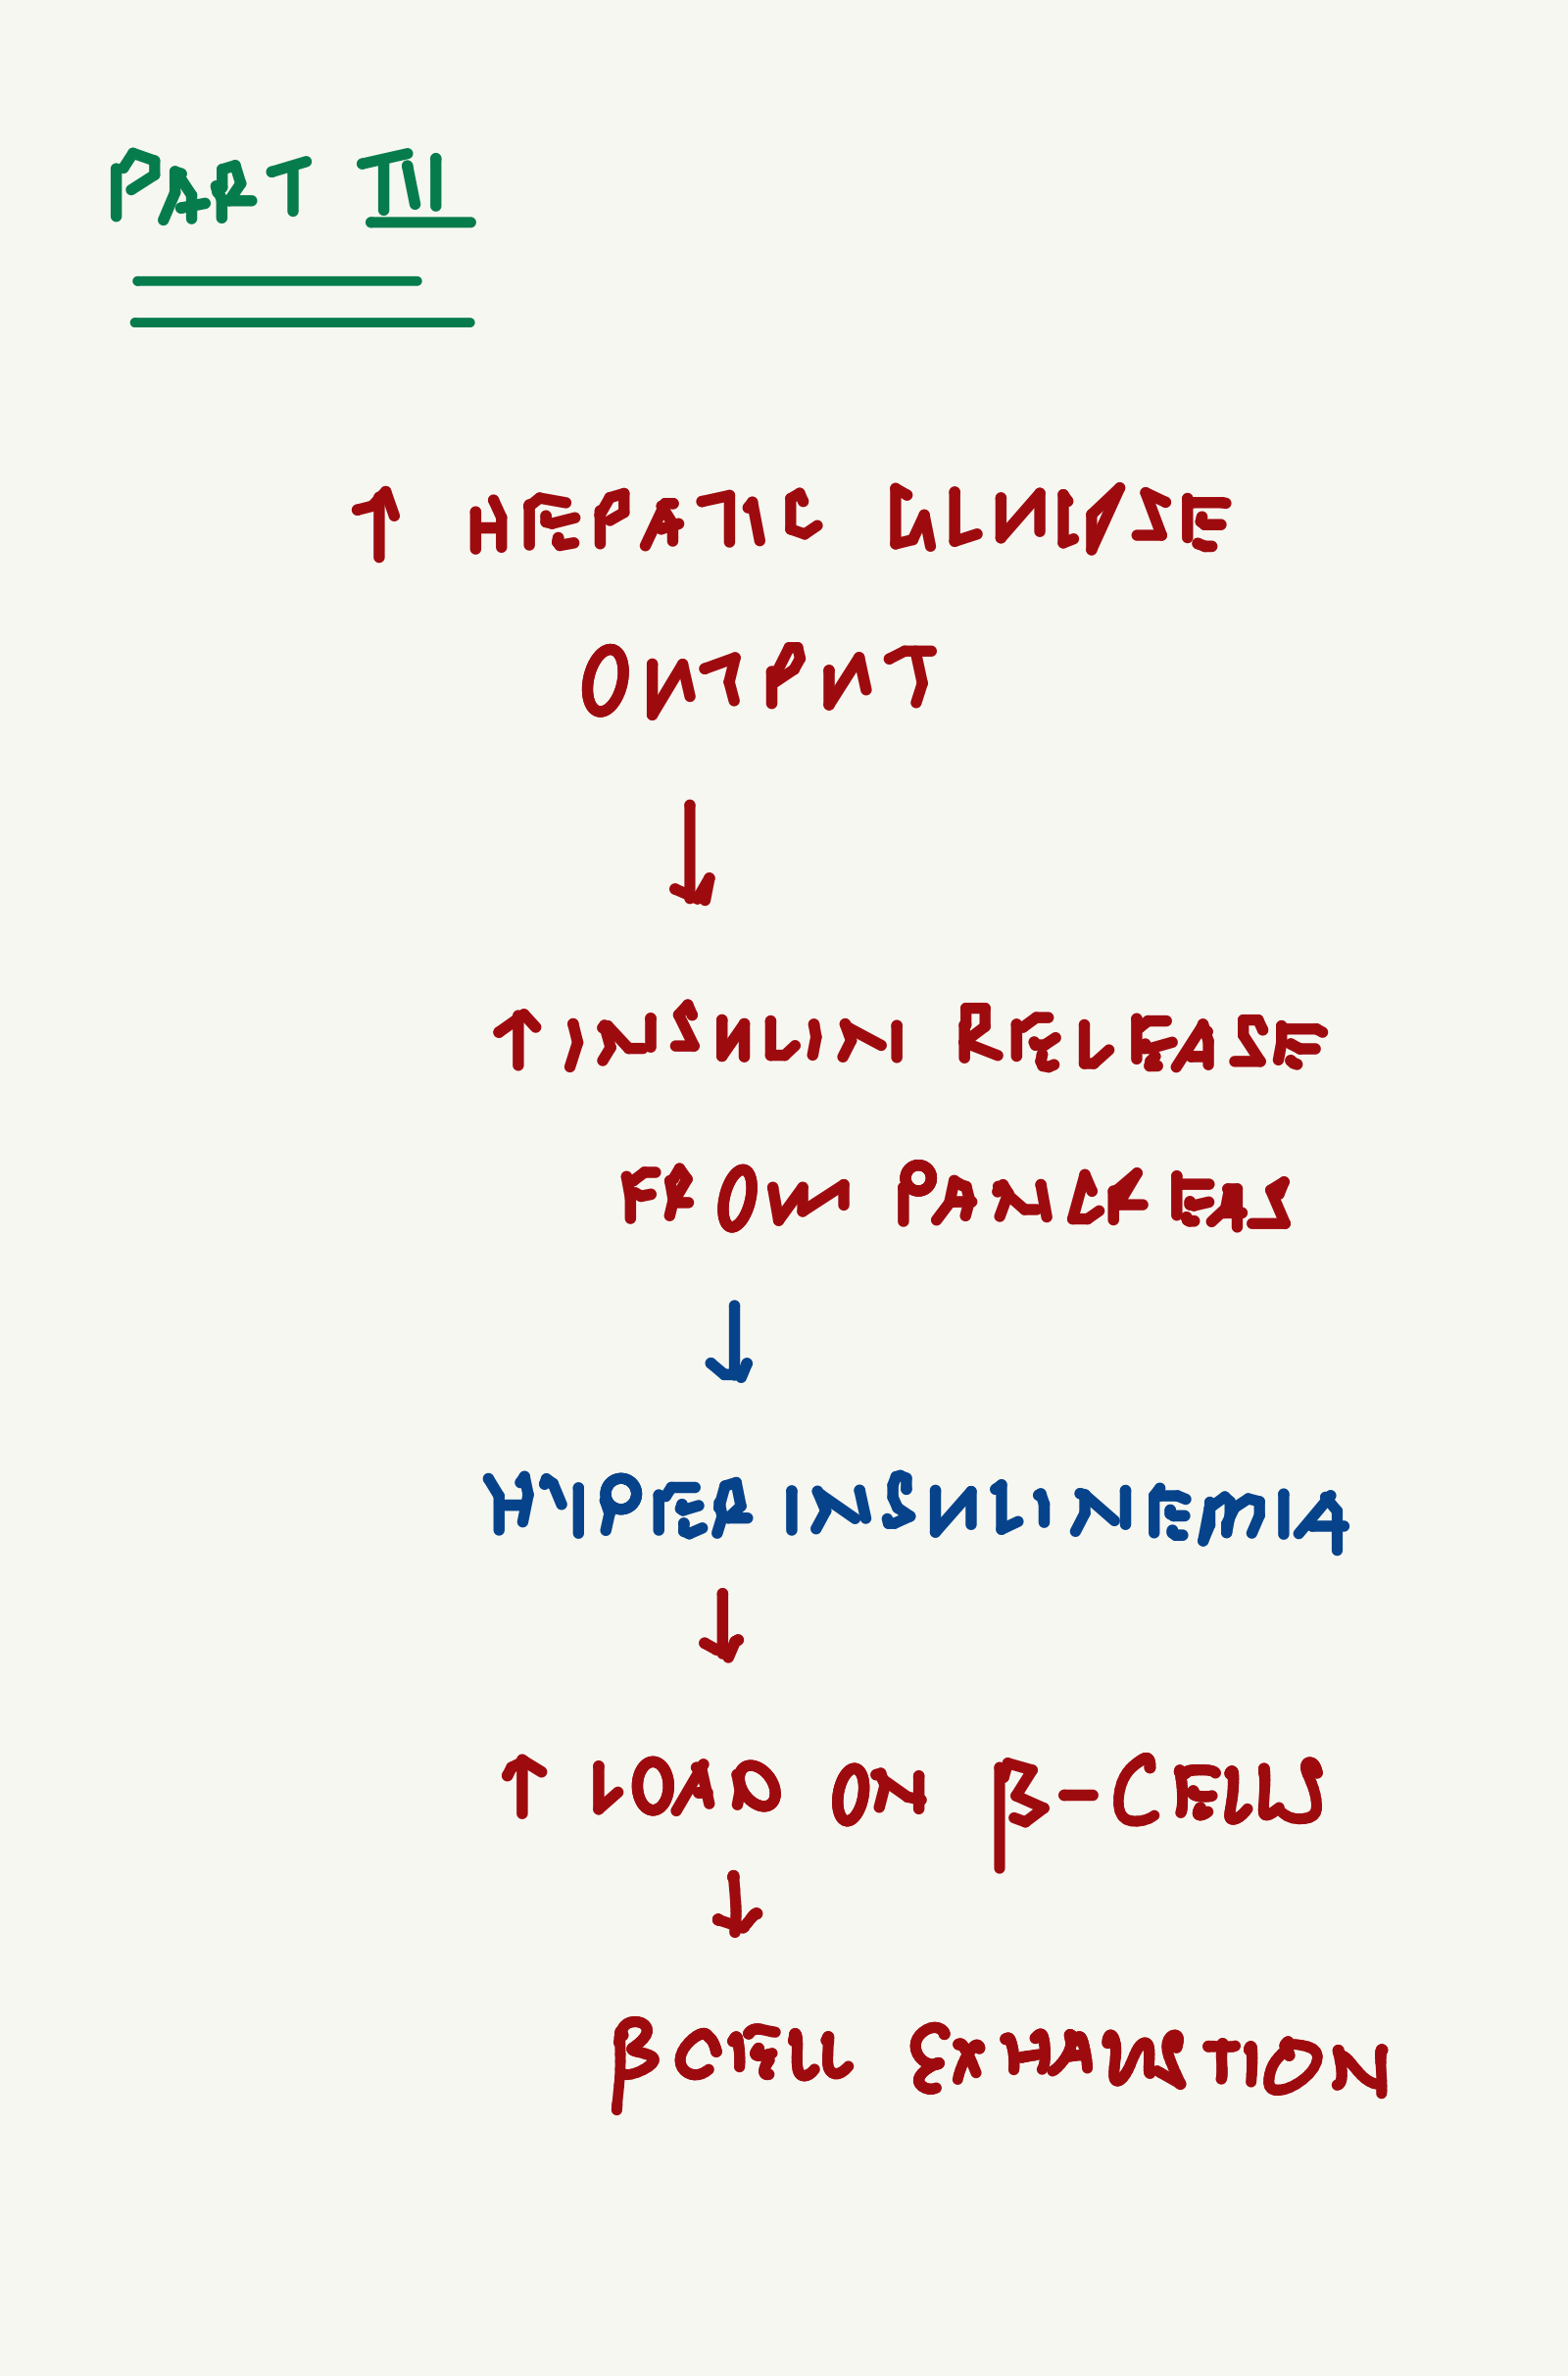 PART III
↑ HEPATIC GLUCOSE
OUTPUT
↓
↑ INSULIN RELEASE
FROM PANCREAS
↓
HYPERINSULINEMIA
↓
↑ LOAD ON β-CELLS
↓
β CELL EXHAUSTION